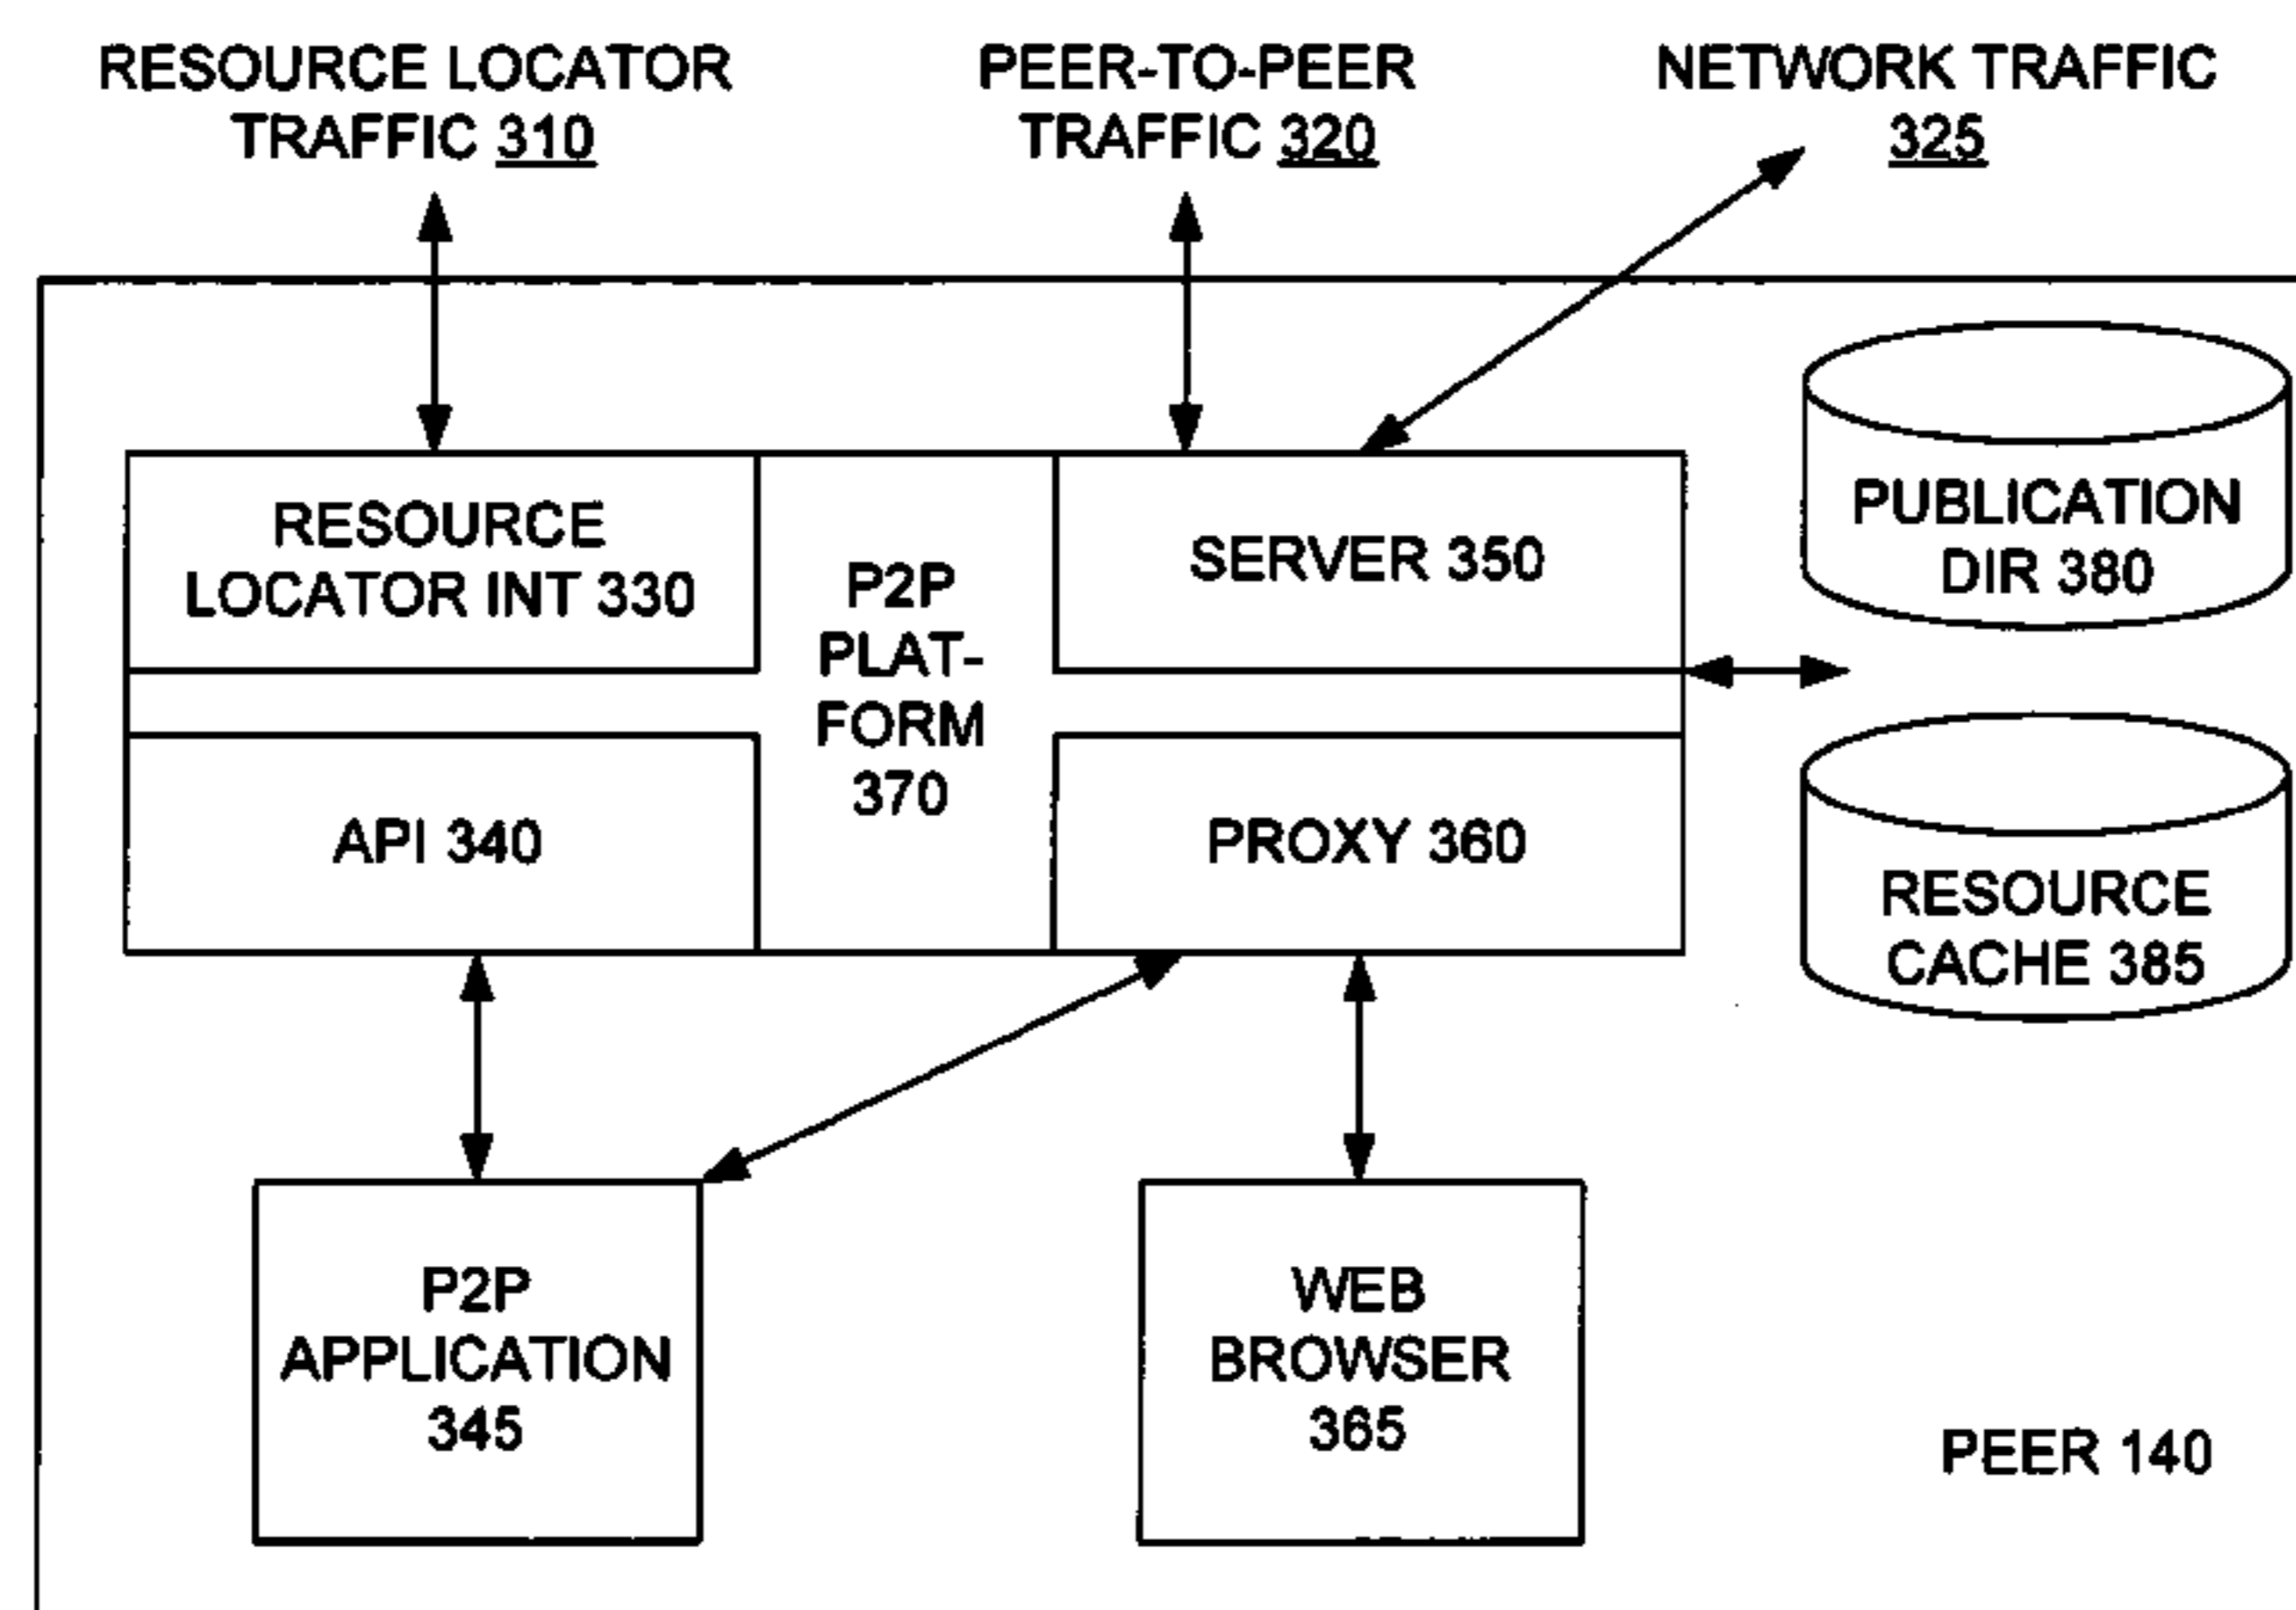 RESOURCE LOCATOR
TRAFFIC 310
PEER-TO-PEER
TRAFFIC 320
NETWORK TRAFFIC
325
RESOURCE
LOCATOR INT 330
P2P
PLAT-
FORM
370
SERVER 350
PUBLICATION
DIR 380
API 340
PROXY 360
RESOURCE
CACHE 385
P2P
APPLICATION
345
WEB
BROWSER
365
PEER 140